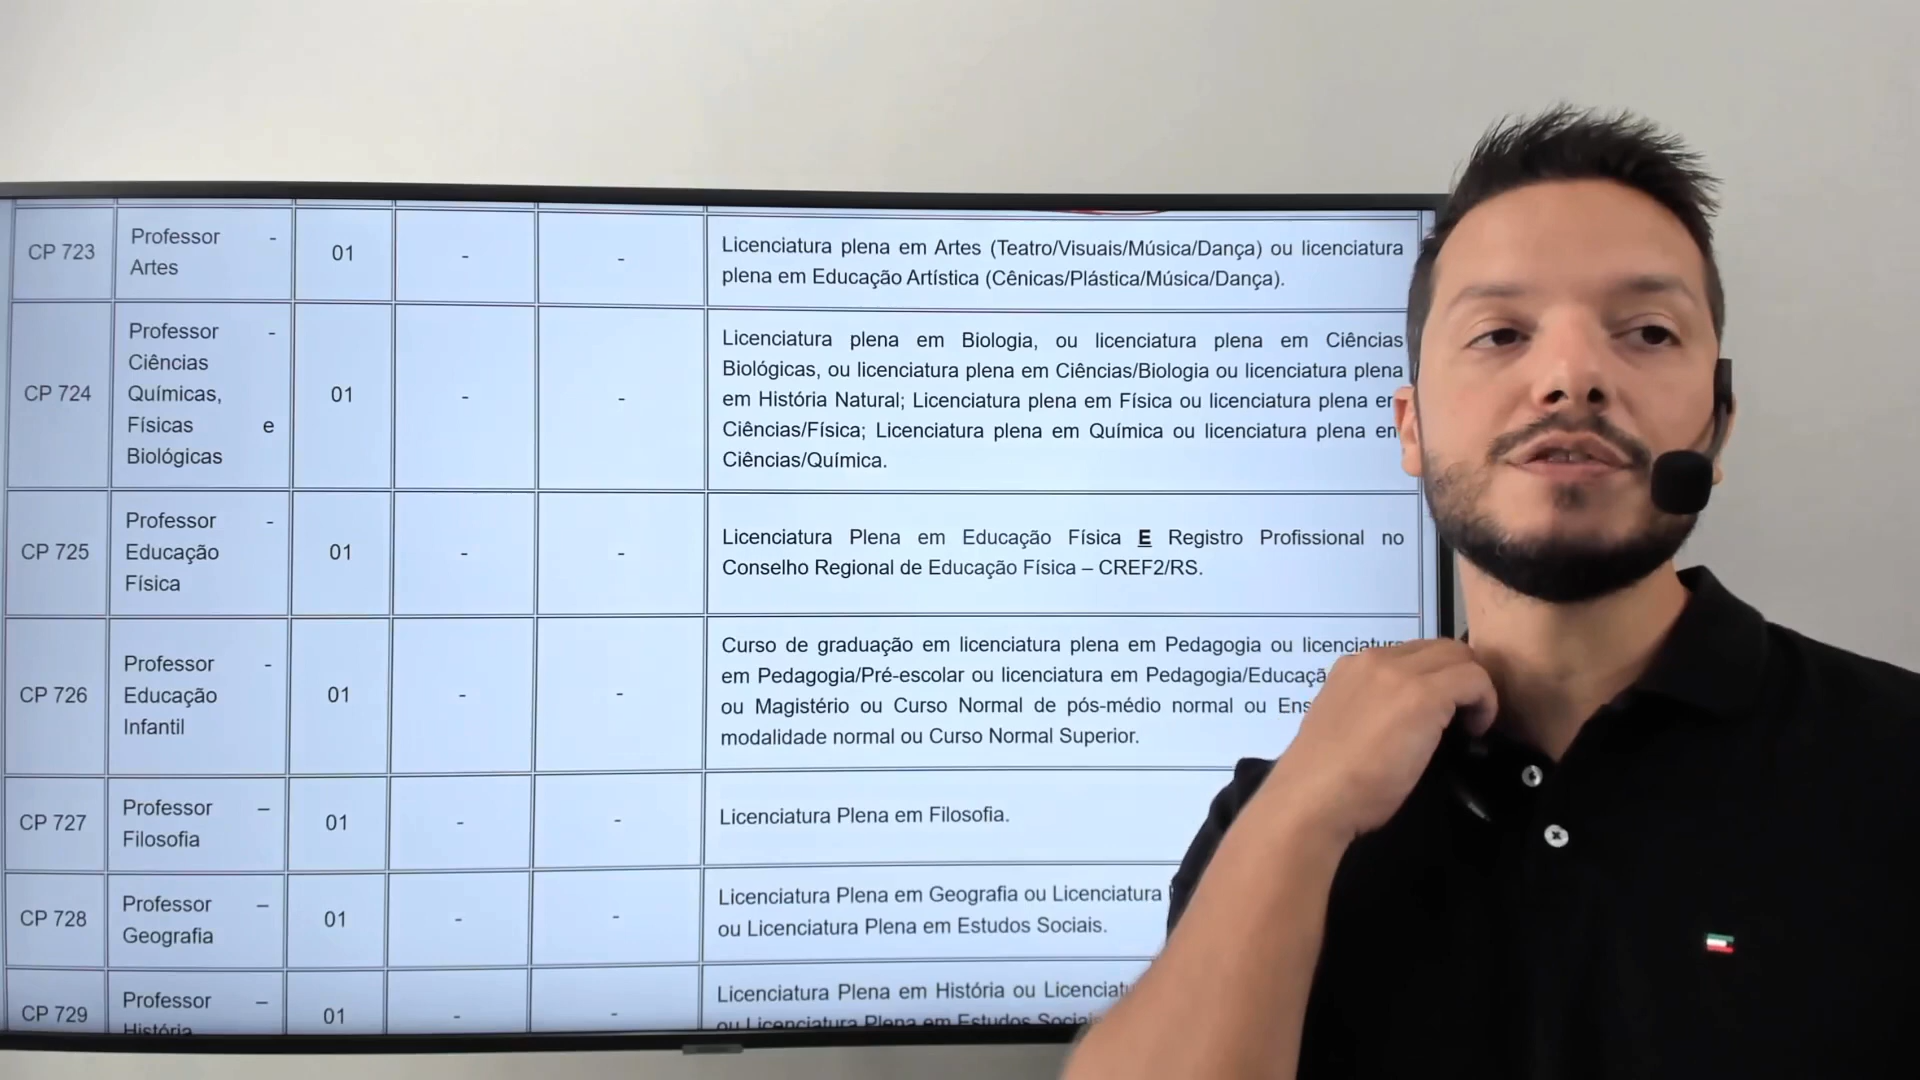 CP 723
Professor -
Artes
01
-
-
Licenciatura plena em Artes (Teatro/Visuais/Música/Dança) ou licenciatura
plena em Educação Artística (Cênicas/Plástica/Música/Dança).
CP 724
Professor -
Ciências
Químicas,
Físicas e
Biológicas
01
-
-
Licenciatura plena em Biologia, ou licenciatura plena em Ciências
Biológicas, ou licenciatura plena em Ciências/Biologia ou licenciatura plena
em História Natural; Licenciatura plena em Física ou licenciatura plena
Ciências/Física; Licenciatura plena em Química ou licenciatura plena
Ciências/Química.
CP 725
Professor -
Educação
Física
01
-
-
Licenciatura Plena em Educação Física E Registro Profissional no
Conselho Regional de Educação Física – CREF2/RS.
CP 726
Professor -
Educação
Infantil
01
-
-
Curso de graduação em licenciatura plena em Pedagogia ou licenciatura
em Pedagogia/Pré-escolar ou licenciatura em
ou Magistério ou Curso Normal de pós-médio normal ou
modalidade normal ou Curso Normal Superior.
CP 727
Professor –
Filosofia
01
-
-
Licenciatura Plena em Filosofia.
CP 728
Professor –
Geografia
01
-
-
Licenciatura Plena em Geografia ou Licenciatura
ou Licenciatura Plena em Estudos Sociais.
CP 729
Professor –
História
01
-
-
Licenciatura Plena em História ou
ou Licenciatura Plena em Estudos Sociais